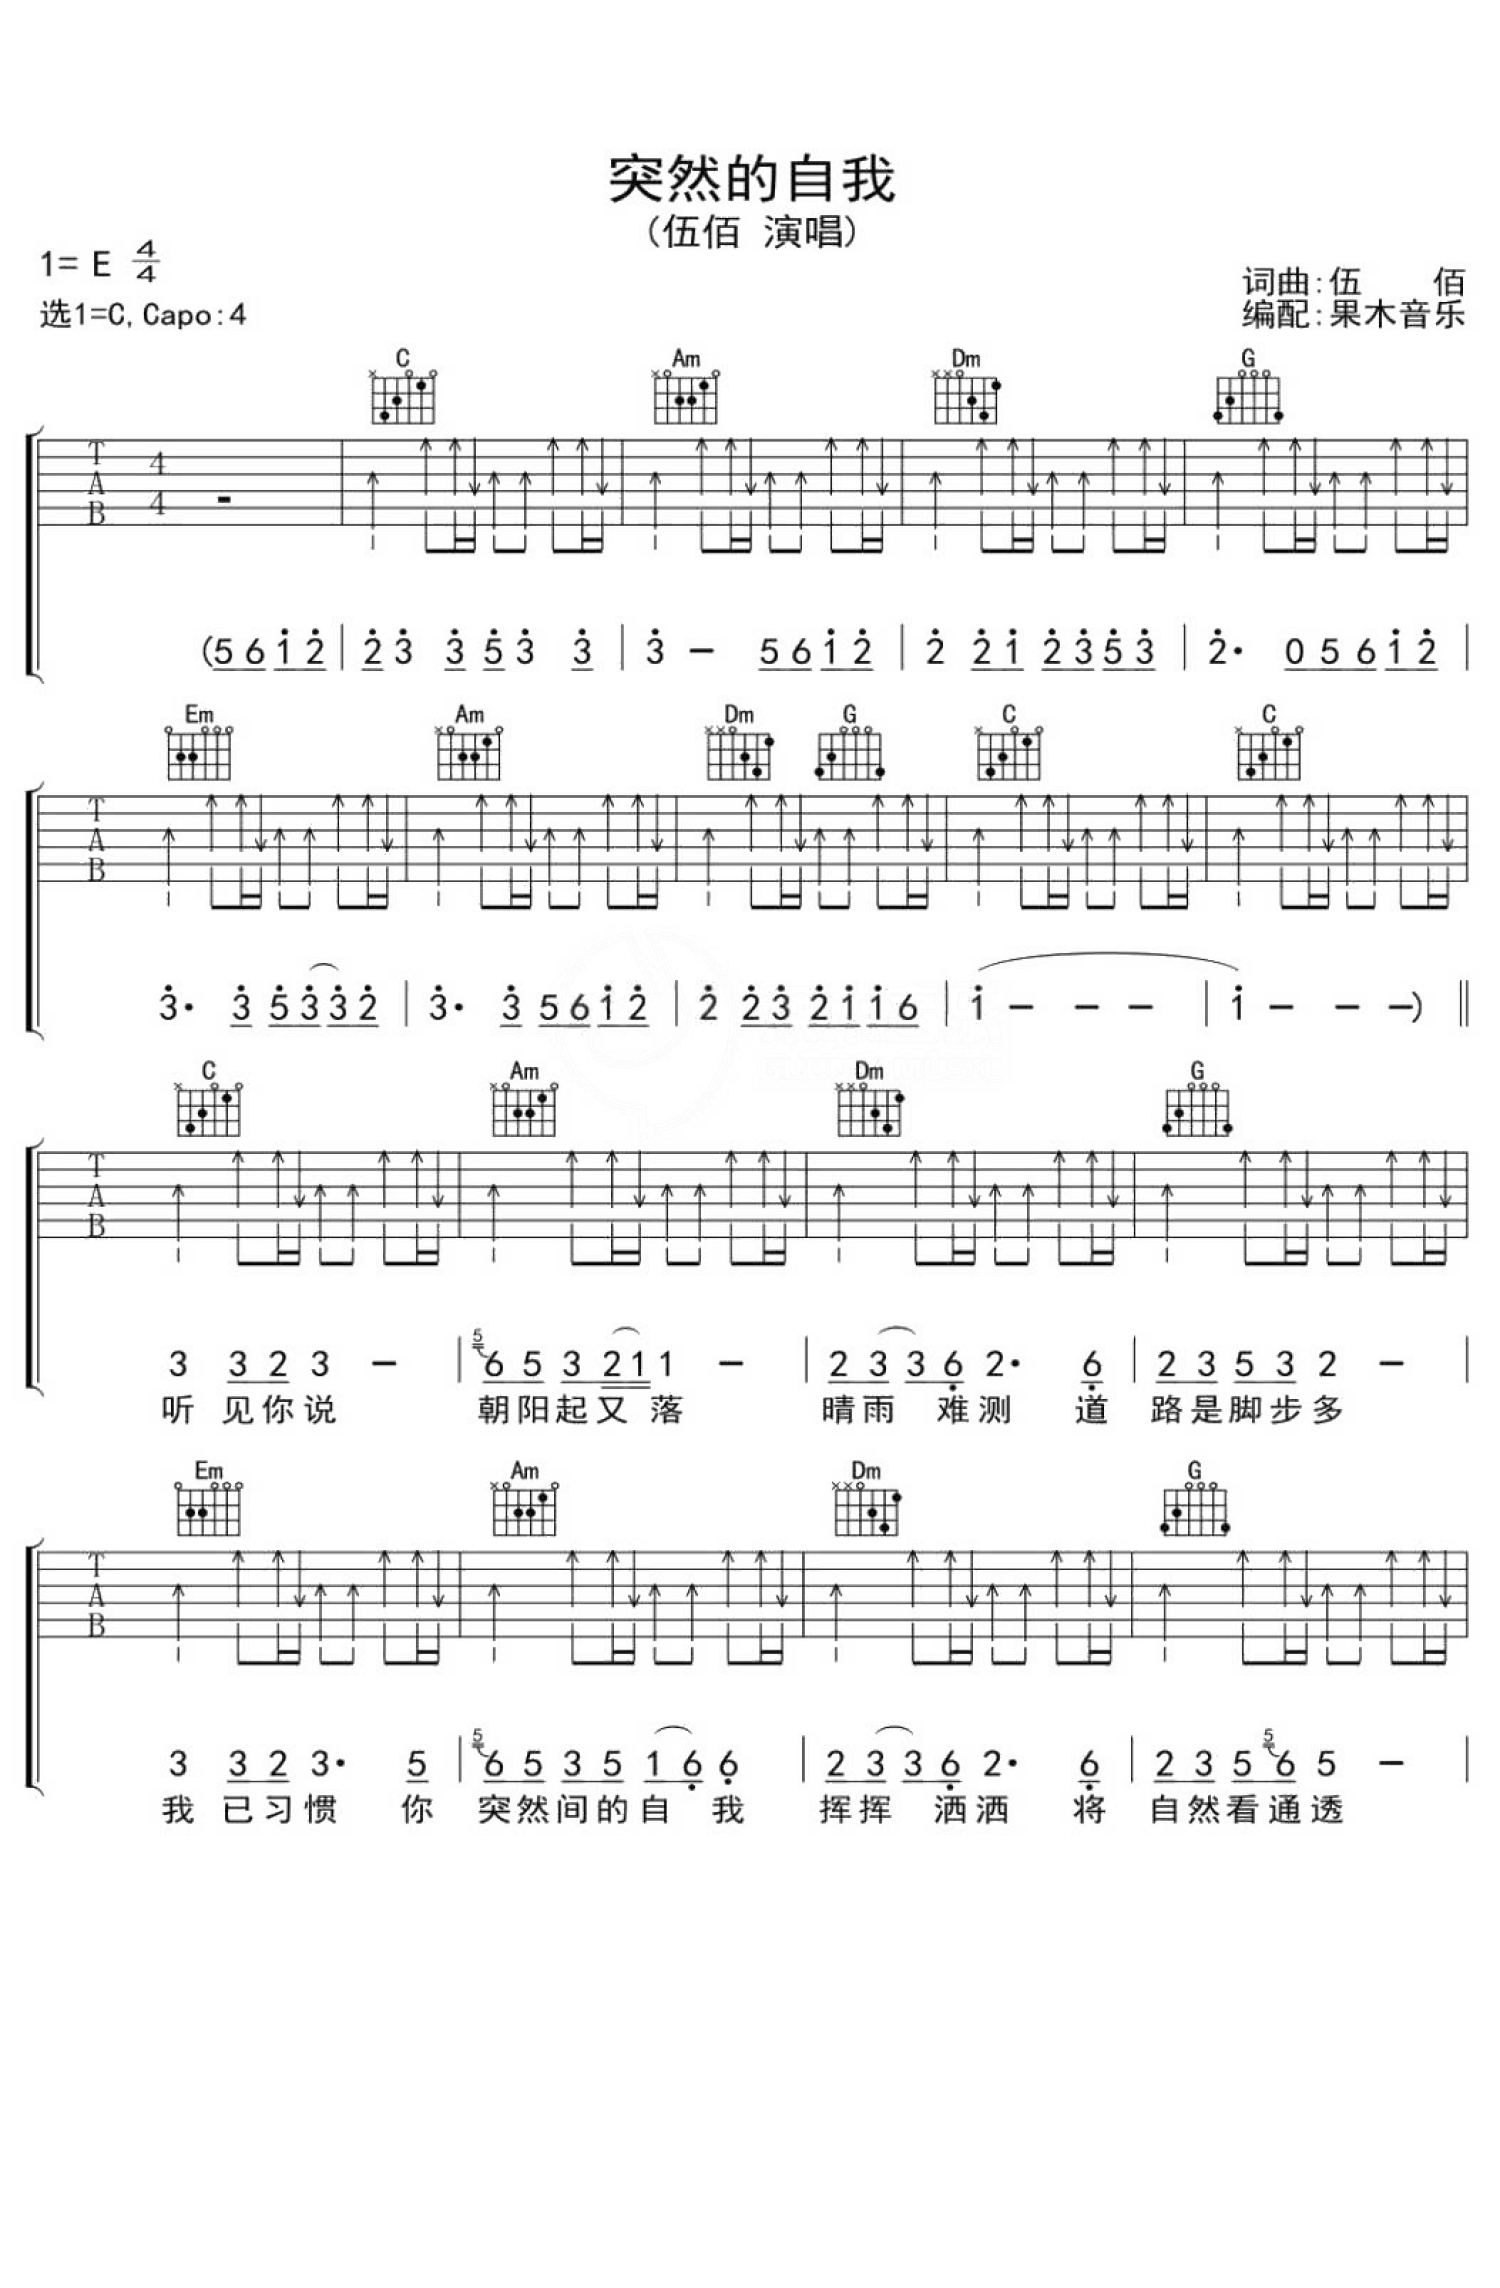 突然的自我
(伍佰 演唱)
1= E 4/4
词曲:伍 佰
选1=C,Capo:4
编配:果木音乐
C Am Dm G
T A B 4 4
(5 6 1̇ 2̇ | 2̇ 3̇ 3̇ 5̇ 3̇ 3̇ | 3̇ - 5 6 1̇ 2̇ | 2̇ 2̇ 1̇ 2̇ 3̇ 5̇ 3̇ | 2̇· 0 5 6 1̇ 2̇ |
Em Am Dm G C C
T A B
3̇· 3̇ 5̇ 3̇ 3̇ 2̇ | 3̇· 3̇ 5 6 1̇ 2̇ | 2̇ 2̇ 3̇ 2̇ 1̇ 1̇ 6 | 1̇ - - - | 1̇ - - -) ‖
C Am Dm G
T A B
3 3 2 3 - | 5 6 5 3 2 1 1 - | 2 3 3 6̣ 2· 6̣ | 2 3 5 3 2 - |
听 见你说 朝阳起又 落 晴雨 难测 道 路是脚步多
Em Am Dm G
T A B
3 3 2 3· 5 | 5 6 5 3 5 1 6̣ 6̣ | 2 3 3 6̣ 2· 6̣ | 2 3 5 5 6 5 - |
我 已习惯 你 突然间的自 我 挥挥 洒洒 将 自然看通透